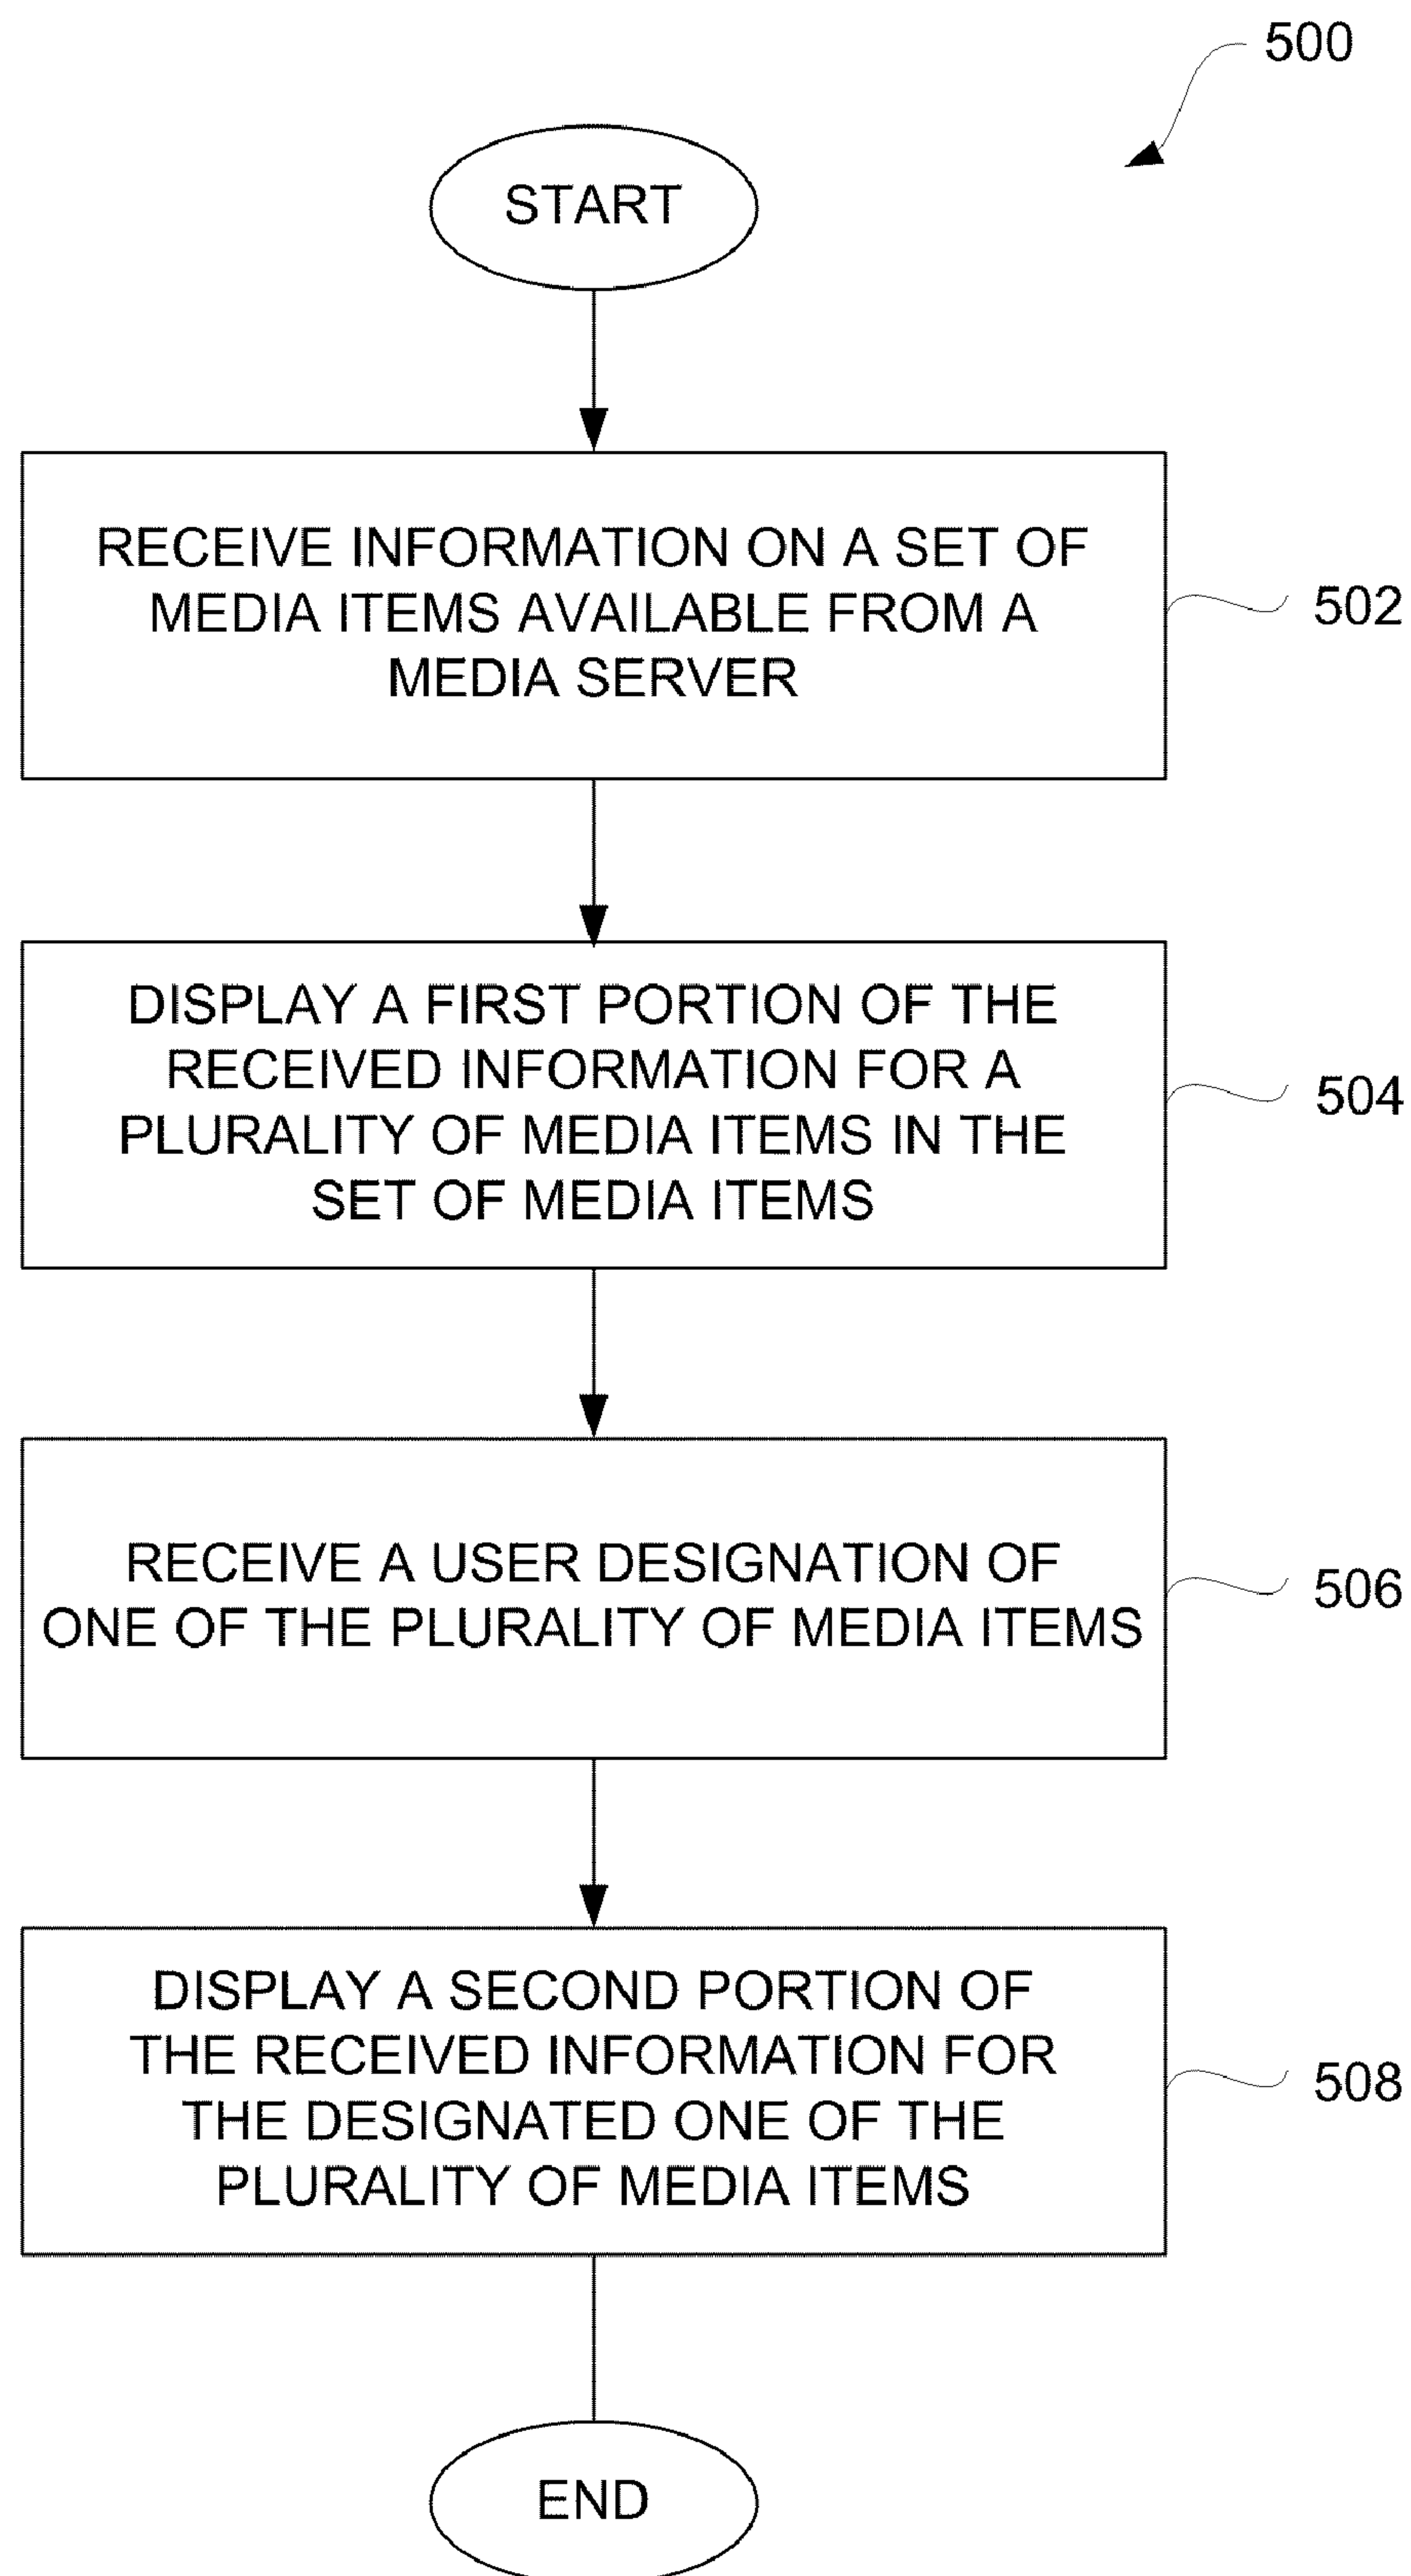 500
START
RECEIVE INFORMATION ON A SET OF
MEDIA ITEMS AVAILABLE FROM A
MEDIA SERVER
502
DISPLAY A FIRST PORTION OF THE
RECEIVED INFORMATION FOR A
PLURALITY OF MEDIA ITEMS IN THE
SET OF MEDIA ITEMS
504
RECEIVE A USER DESIGNATION OF
ONE OF THE PLURALITY OF MEDIA ITEMS
506
DISPLAY A SECOND PORTION OF
THE RECEIVED INFORMATION FOR
THE DESIGNATED ONE OF THE
PLURALITY OF MEDIA ITEMS
508
END